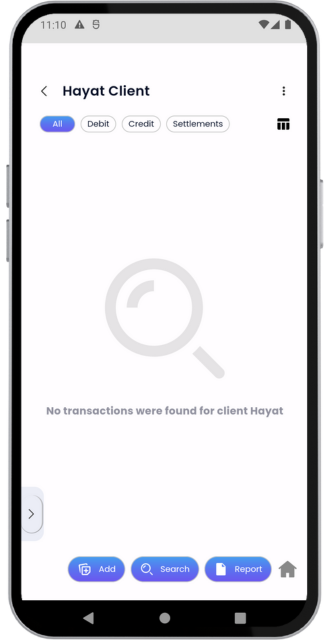 11:10
Hayat Client
All
Debit
Credit
Settlements
No transactions were found for client Hayat
Add
Search
Report